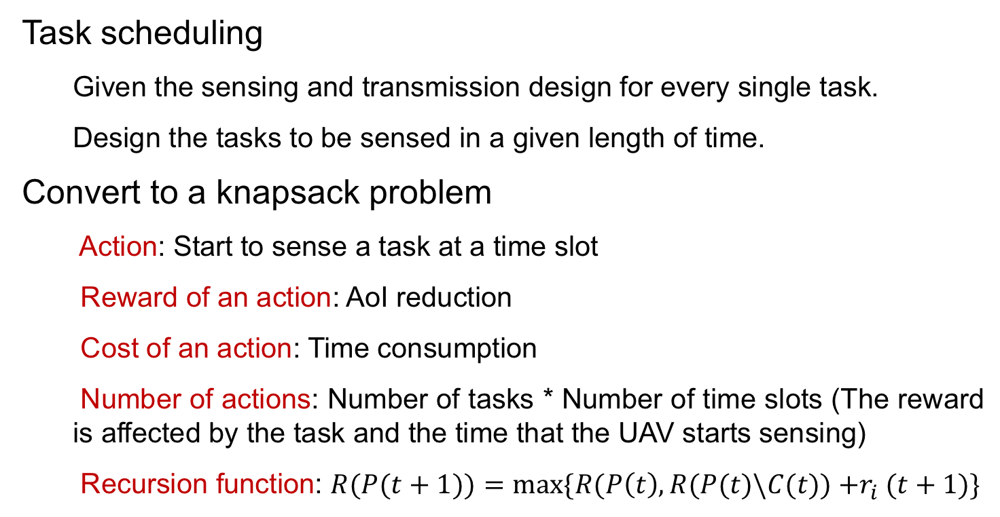 Task scheduling
Given the sensing and transmission design for every single task.
Design the tasks to be sensed in a given length of time.
Convert to a knapsack problem
Action: Start to sense a task at a time slot
Reward of an action: AoI reduction
Cost of an action: Time consumption
Number of actions: Number of tasks * Number of time slots (The reward
is affected by the task and the time that the UAV starts sensing)
Recursion function: R(P(t + 1)) = max{R(P(t), R(P(t)\C(t)) +rᵢ (t + 1)}